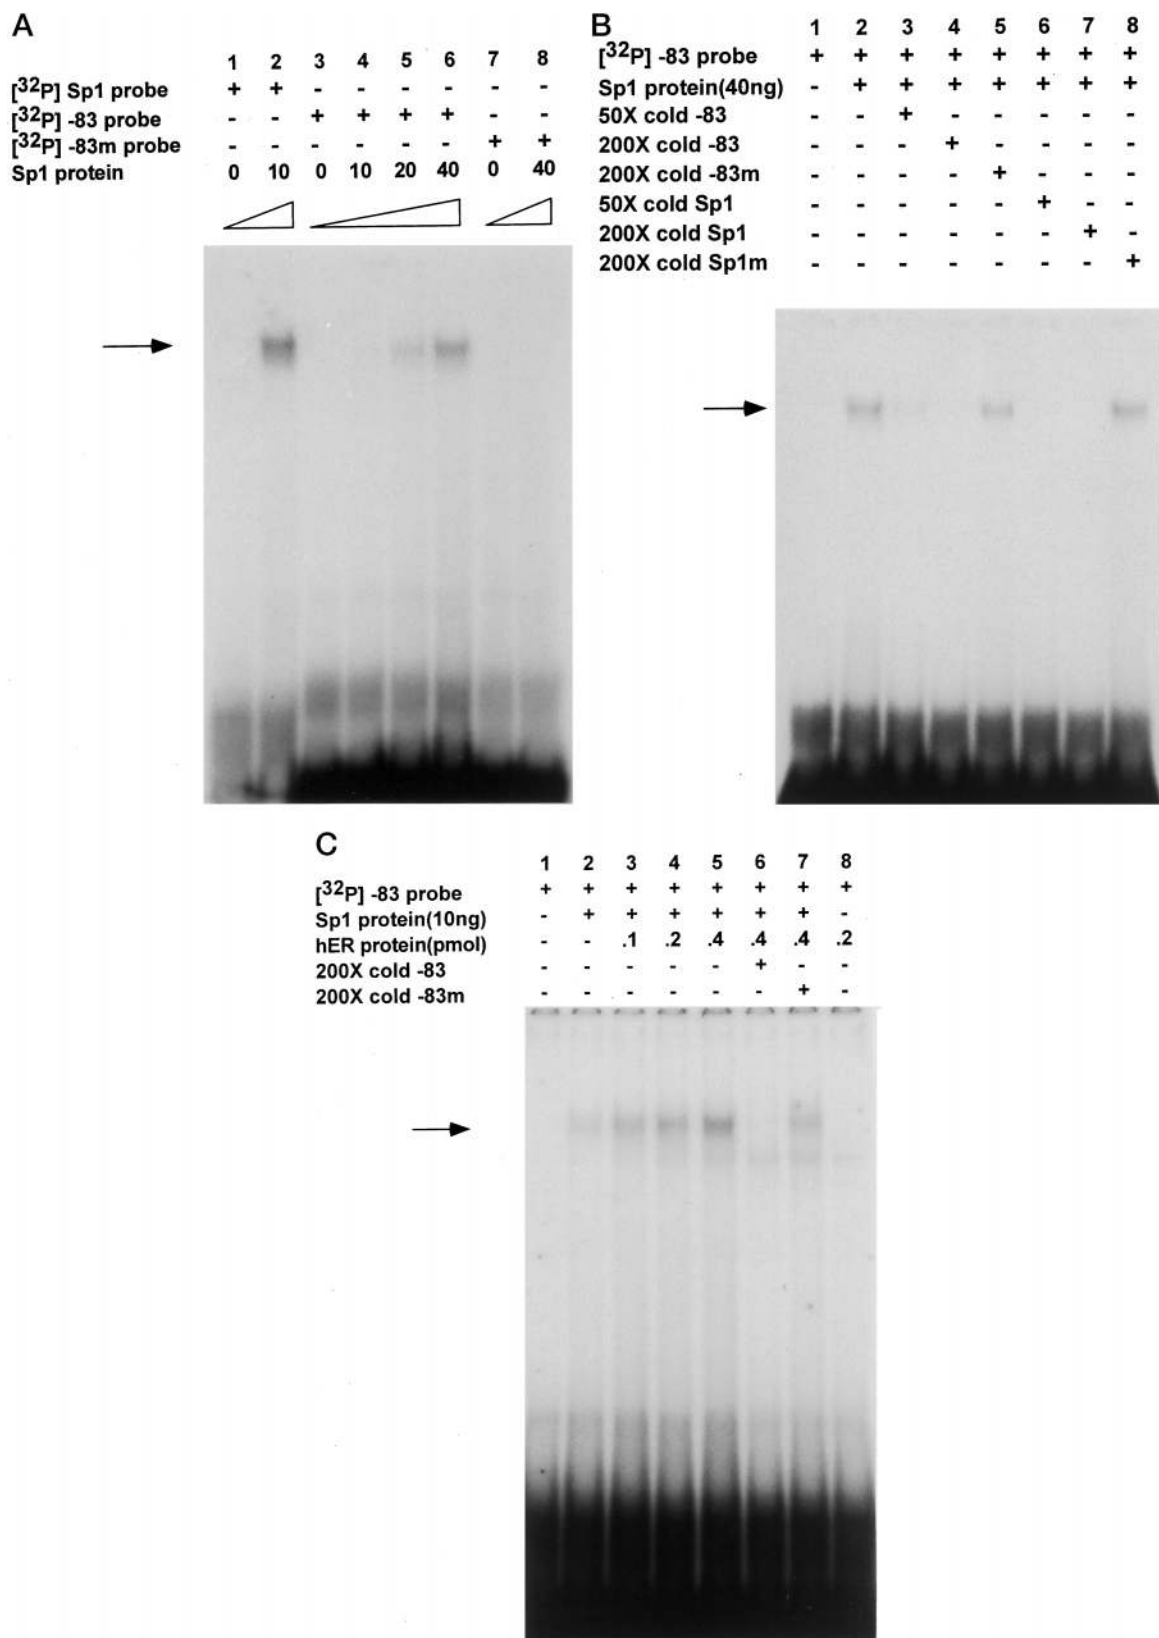 A
1 2 3 4 5 6 7 8
[32P] Sp1 probe + + - - - - - -
[32P] -83 probe - - + + + + - -
[32P] -83m probe - - - - - - + +
Sp1 protein 0 10 0 10 20 40 0 40
B
1 2 3 4 5 6 7 8
[32P] -83 probe + + + + + + + +
Sp1 protein(40ng) - + + + + + + +
50X cold -83 - - + - - - - -
200X cold -83 - - - + - - - -
200X cold -83m - - - - + - - -
50X cold Sp1 - - - - - + - -
200X cold Sp1 - - - - - - + -
200X cold Sp1m - - - - - - - +
C
1 2 3 4 5 6 7 8
[32P] -83 probe + + + + + + + +
Sp1 protein(10ng) - + + + + + + -
hER protein(pmol) - - .1 .2 .4 .4 .4 .2
200X cold -83 - - - - - + - -
200X cold -83m - - - - - - + -